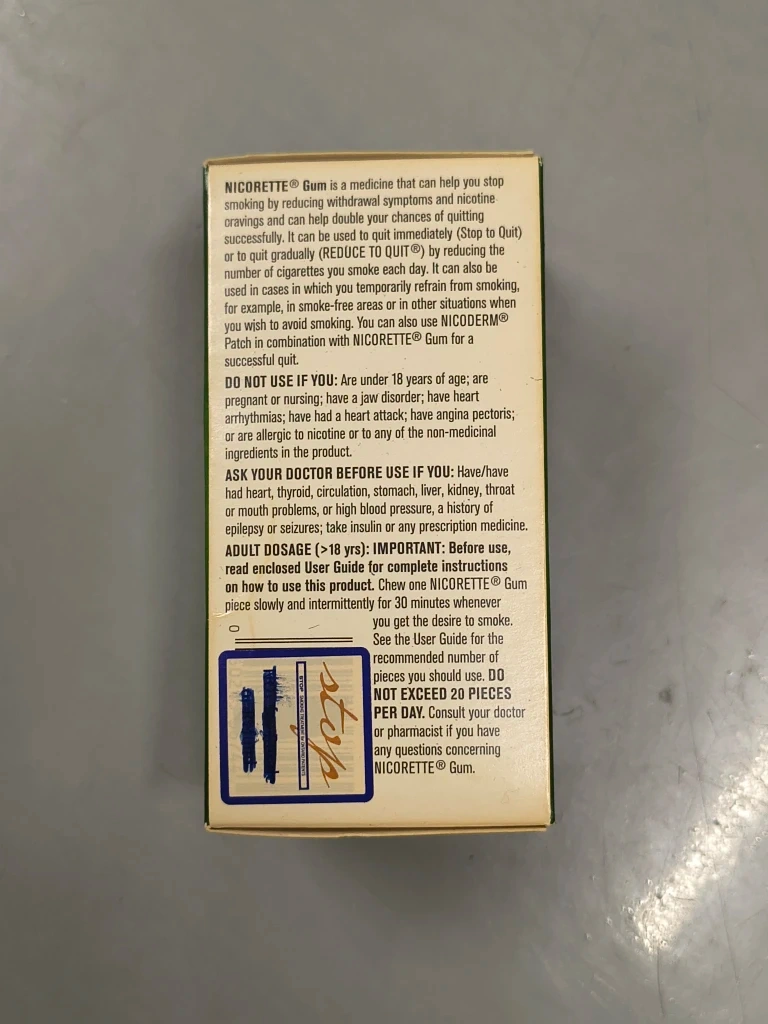 NICORETTE® Gum is a medicine that can help you stop
smoking by reducing withdrawal symptoms and nicotine
cravings and can help double your chances of quitting
successfully. It can be used to quit immediately (Stop to Quit)
or to quit gradually (REDUCE TO QUIT®) by reducing the
number of cigarettes you smoke each day. It can also be
used in cases in which you temporarily refrain from smoking,
for example, in smoke-free areas or in other situations when
you wish to avoid smoking. You can also use NICODERM®
Patch in combination with NICORETTE® Gum for a
successful quit.
DO NOT USE IF YOU: Are under 18 years of age; are
pregnant or nursing; have a jaw disorder; have heart
arrhythmias; have had a heart attack; have angina pectoris;
or are allergic to nicotine or to any of the non-medicinal
ingredients in the product.
ASK YOUR DOCTOR BEFORE USE IF YOU: Have/have
had heart, thyroid, circulation, stomach, liver, kidney, throat
or mouth problems, or high blood pressure, a history of
epilepsy or seizures; take insulin or any prescription medicine.
ADULT DOSAGE (>18 yrs): IMPORTANT: Before use,
read enclosed User Guide for complete instructions
on how to use this product. Chew one NICORETTE® Gum
piece slowly and intermittently for 30 minutes whenever
you get the desire to smoke.
See the User Guide for the
recommended number of
pieces you should use. DO
NOT EXCEED 20 PIECES
PER DAY. Consult your doctor
or pharmacist if you have
any questions concerning
NICORETTE® Gum.
0
stop